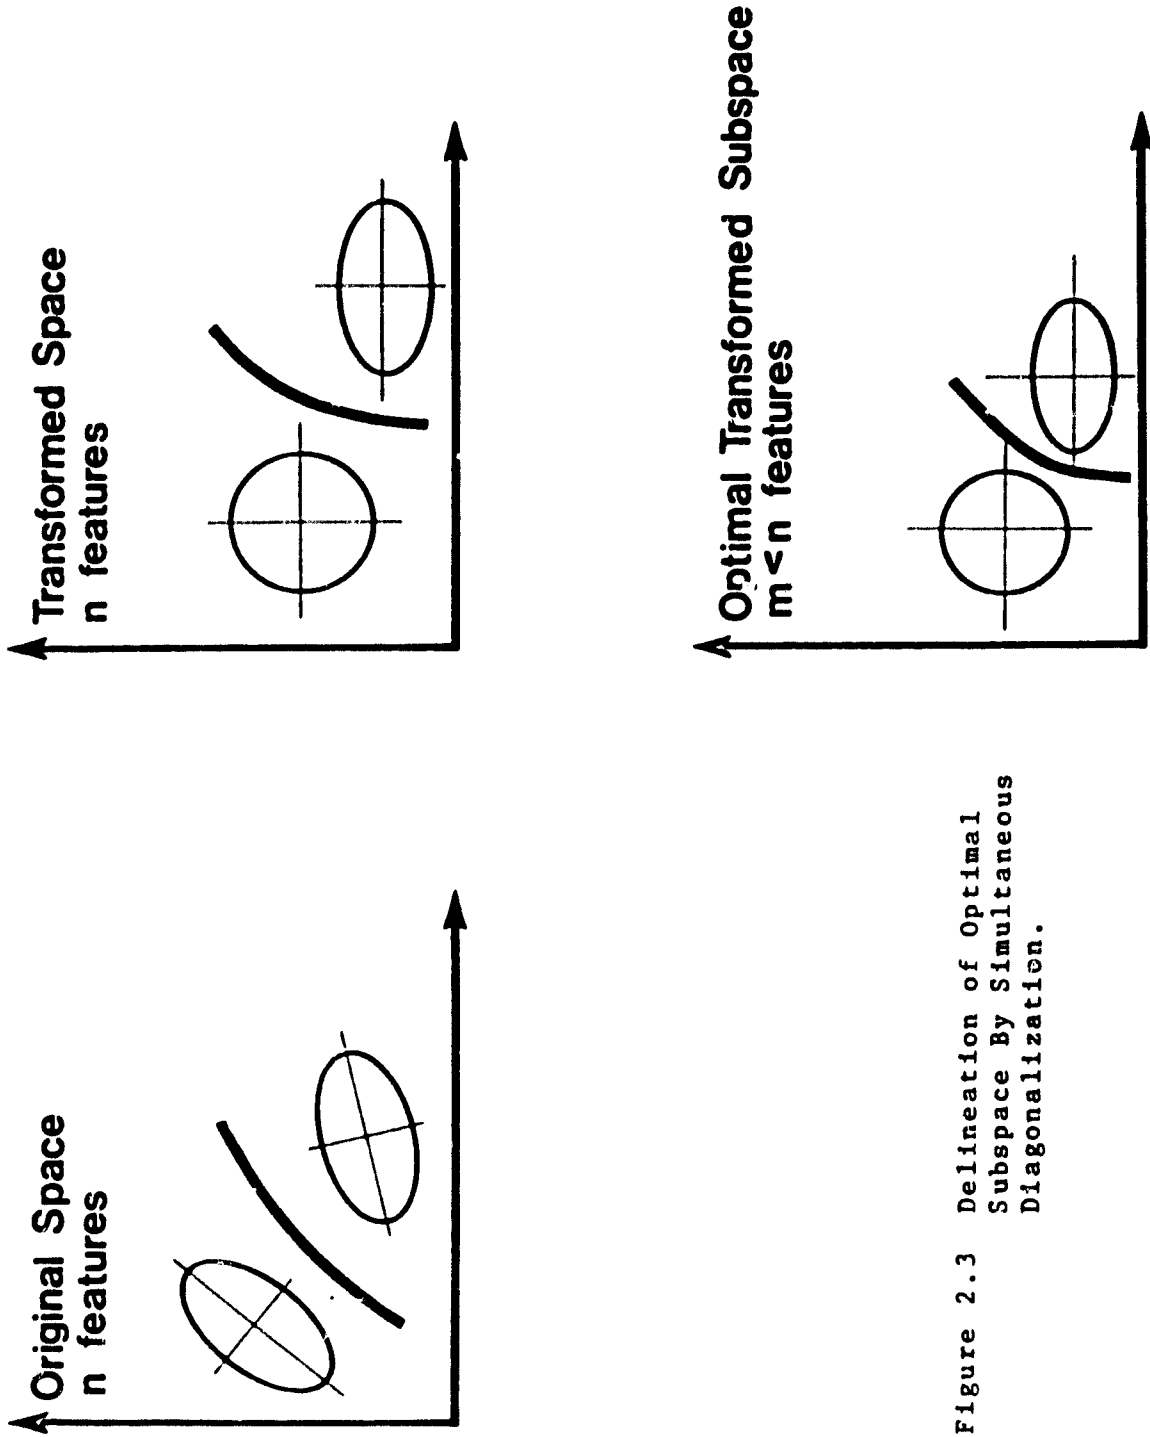 Original Space
n features
Transformed Space
n features
Optimal Transformed Subspace
m < n features
Figure 2.3 Delineation of Optimal
Subspace By Simultaneous
Diagonalization.